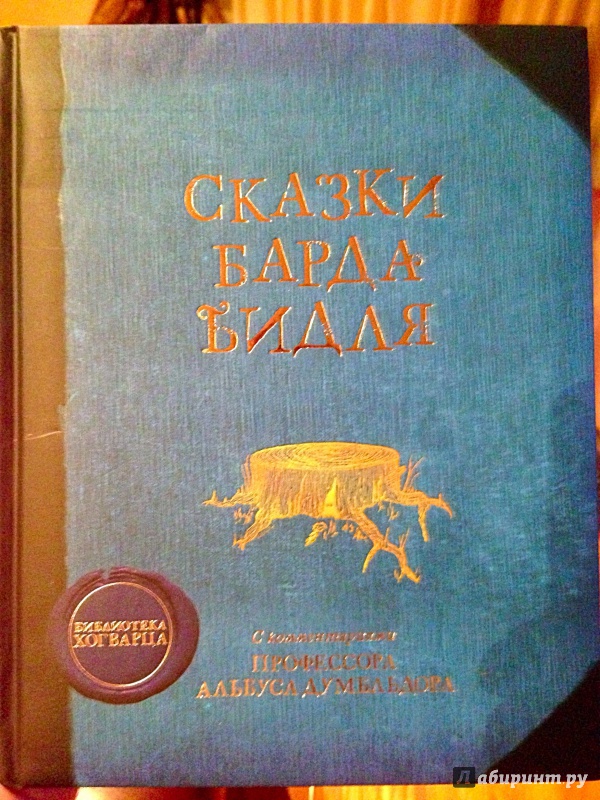 СКАЗКИ
БАРДА
БИДЛЯ
С комментариями
ПРОФЕССОРА
АЛЬБУСА ДУМБЛЬДОРА
БИБЛИОТЕКА
ХОГВАРЦА
Лабиринт.ру